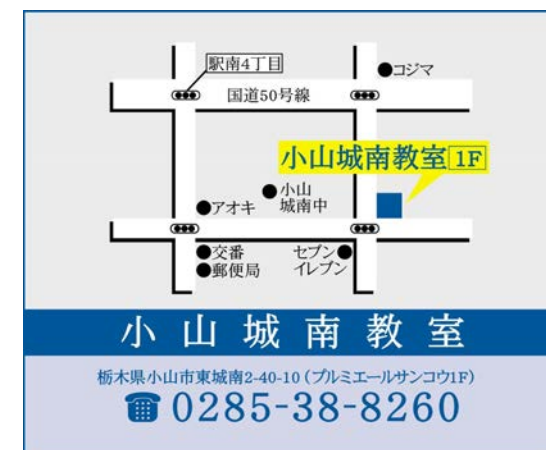 駅南4丁目
●コジマ
国道50号線
小山城南教室1F
●小山
城南中
●アオキ
●交番
●郵便局
セブン●
イレブン
小山城南教室
栃木県小山市東城南2-40-10(プルミエールサンコウ1F)
☎0285-38-8260